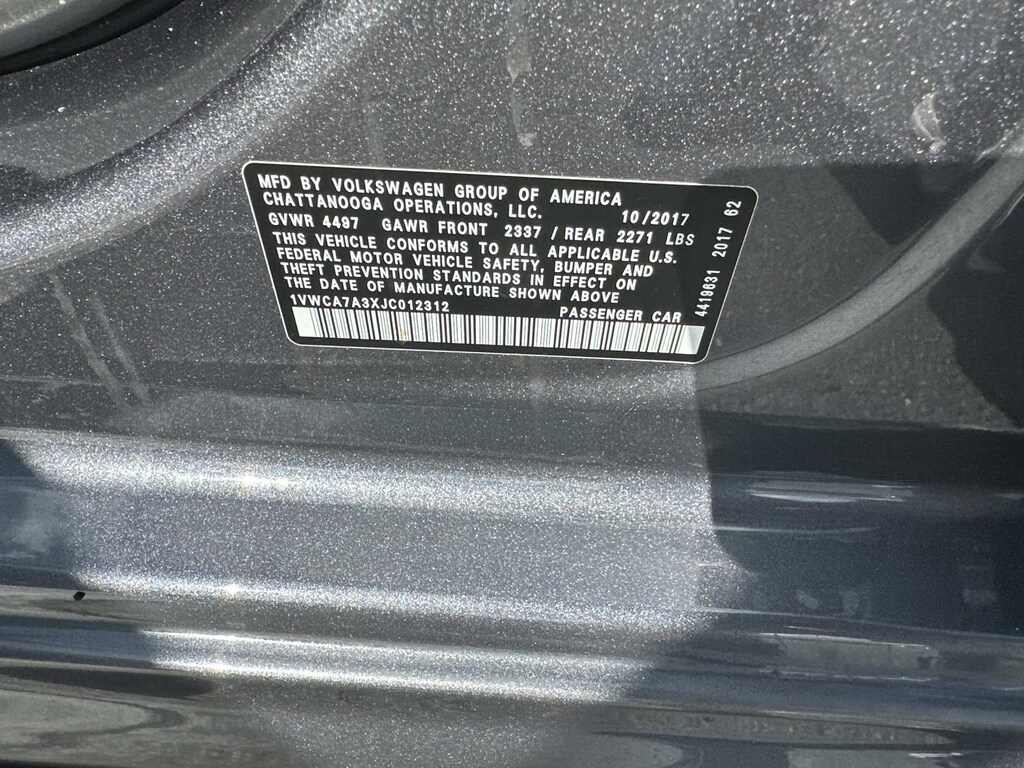 MFD BY VOLKSWAGEN GROUP OF AMERICA
CHATTANOOGA OPERATIONS, LLC. 10/2017
GVWR 4497 GAWR FRONT 2337 / REAR 2271 LBS
THIS VEHICLE CONFORMS TO ALL APPLICABLE U.S.
FEDERAL MOTOR VEHICLE SAFETY, BUMPER AND
THEFT PREVENTION STANDARDS IN EFFECT ON
THE DATE OF MANUFACTURE SHOWN ABOVE
1VWCA7A3XJC012312 PASSENGER CAR
4419631 2017 62